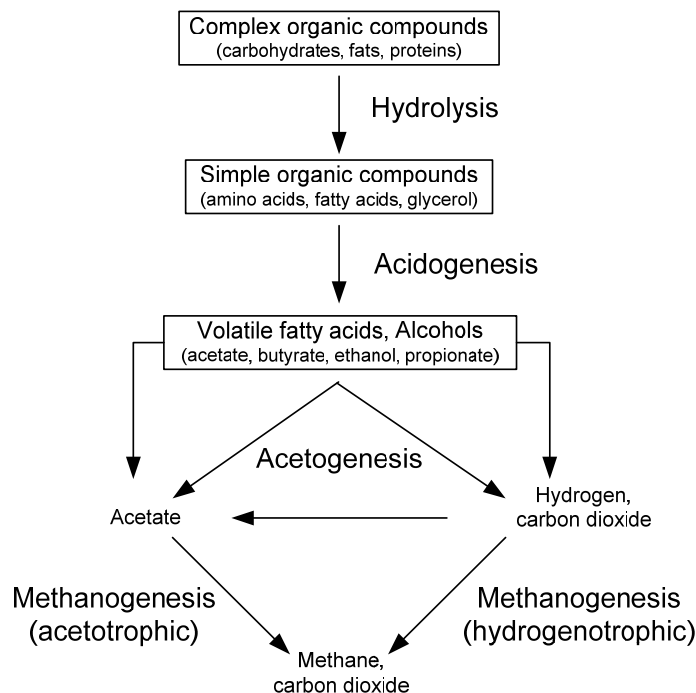 Complex organic compounds
(carbohydrates, fats, proteins)
Hydrolysis
Simple organic compounds
(amino acids, fatty acids, glycerol)
Acidogenesis
Volatile fatty acids, Alcohols
(acetate, butyrate, ethanol, propionate)
Acetogenesis
Acetate
Hydrogen,
carbon dioxide
Methanogenesis
(acetotrophic)
Methanogenesis
(hydrogenotrophic)
Methane,
carbon dioxide